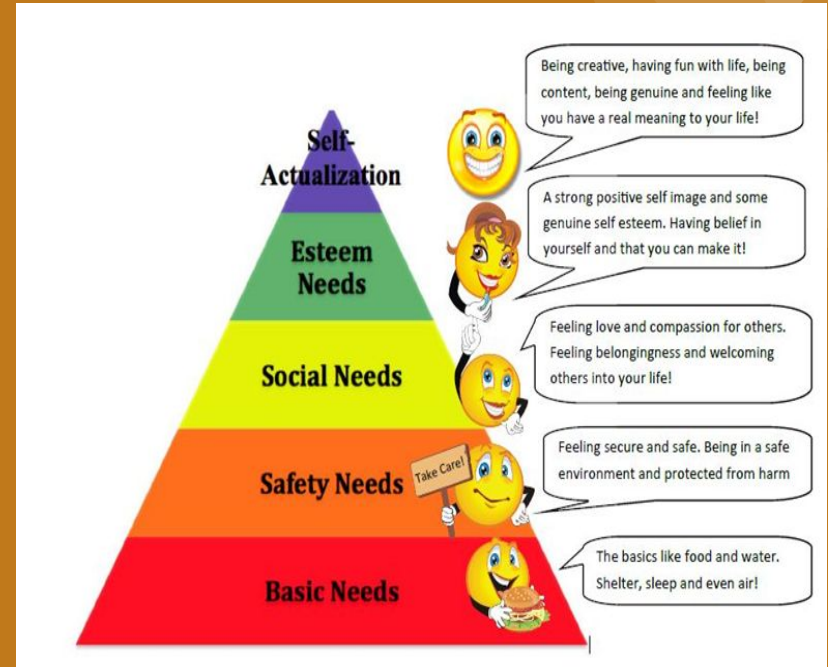 Being creative, having fun with life, being
content, being genuine and feeling like
you have a real meaning to your life!
Self-
Actualization
A strong positive self image and some
genuine self esteem. Having belief in
yourself and that you can make it!
Esteem
Needs
Feeling love and compassion for others.
Feeling belongingness and welcoming
others into your life!
Social Needs
Feeling secure and safe. Being in a safe
environment and protected from harm
Safety Needs
Take Care!
The basics like food and water.
Shelter, sleep and even air!
Basic Needs